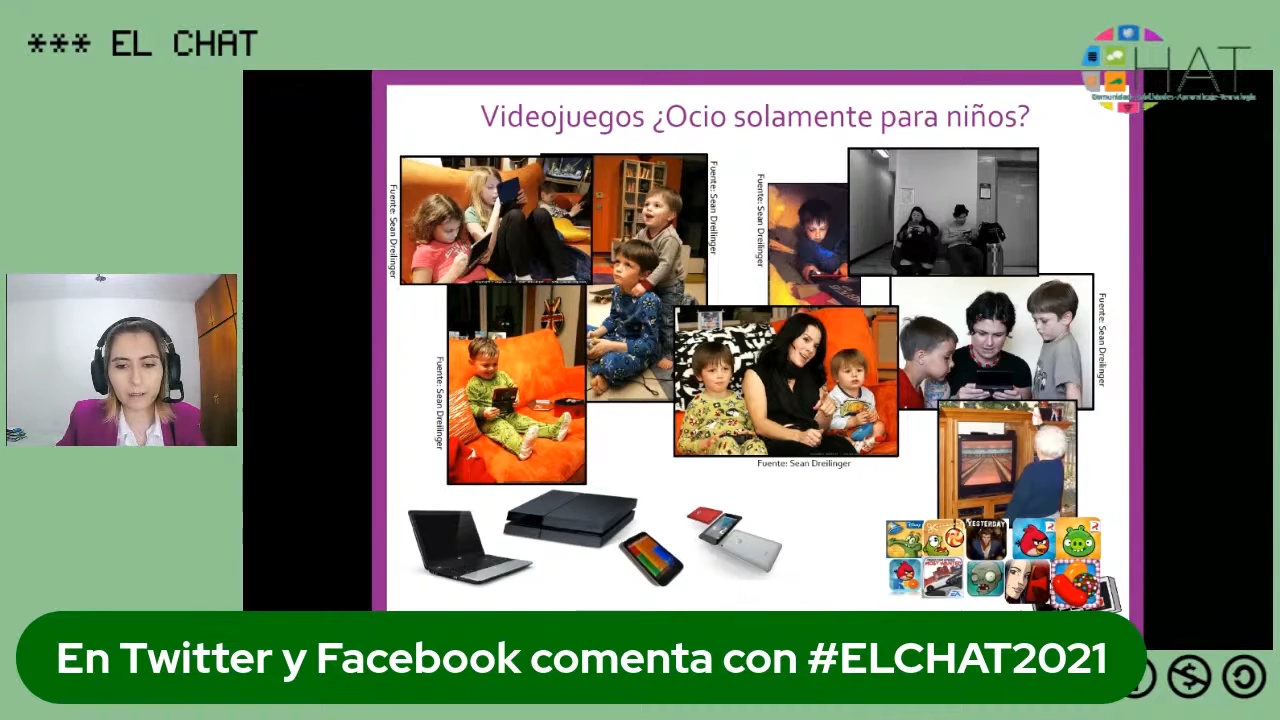 *** EL CHAT
HAT
Videojuegos ¿Ocio solamente para niños?
Fuente: Sean Dreilinger
Fuente: Sean Dreilinger
Fuente: Sean Dreilinger
Fuente: Sean Dreilinger
Fuente: Sean Dreilinger
Fuente: Sean Dreilinger
YESTERDAY
En Twitter y Facebook comenta con #ELCHAT2021